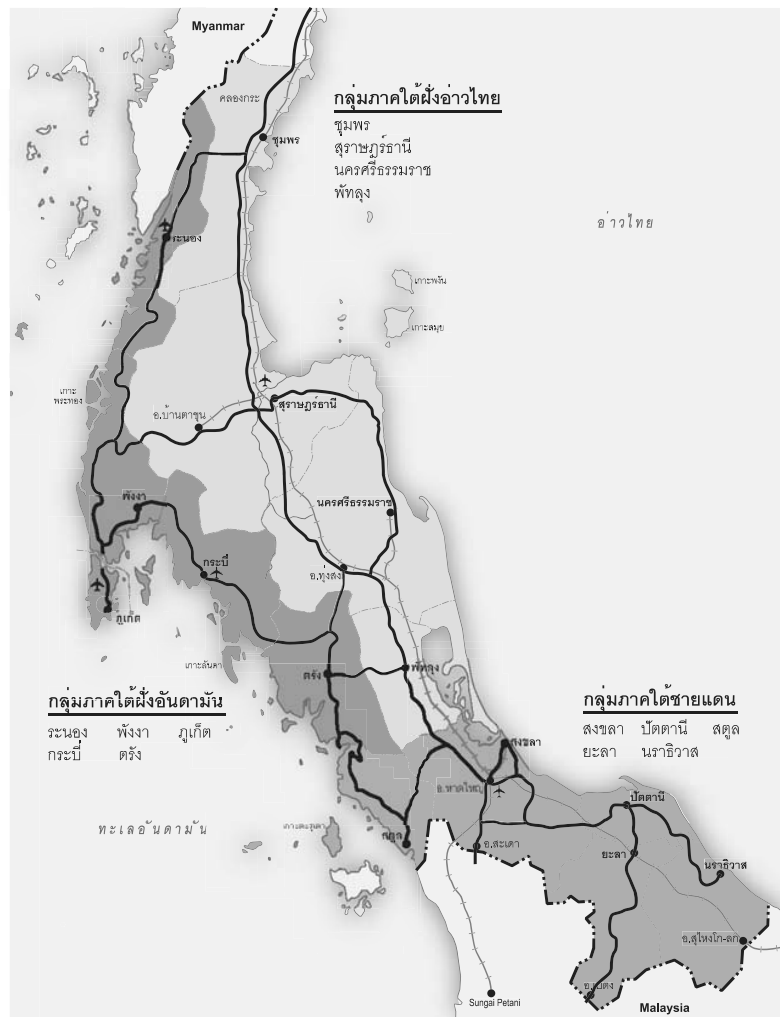 Myanmar
คลองกระ
กลุ่มภาคใต้ฝั่งอ่าวไทย
ชุมพร
สุราษฎร์ธานี
นครศรีธรรมราช
พัทลุง
ชุมพร
อ่าวไทย
ระนอง
เกาะพงัน
เกาะสมุย
เกาะ
พระทอง
สุราษฎร์ธานี
อ.บ้านตาขุน
พังงา
นครศรีธรรมราช
กระบี่
อ.ทุ่งสง
ภูเก็ต
เกาะลันตา
ตรัง
พัทลุง
กลุ่มภาคใต้ฝั่งอันดามัน
ระนอง พังงา ภูเก็ต
กระบี่ ตรัง
กลุ่มภาคใต้ชายแดน
สงขลา ปัตตานี สตูล
ยะลา นราธิวาส
สงขลา
อ.หาดใหญ่
ปัตตานี
ทะเลอันดามัน
เกาะตะรุเตา
สตูล
อ.สะเดา
ยะลา
นราธิวาส
อ.สุไหงโก-ลก
อ.เบตง
Sungai Petani
Malaysia